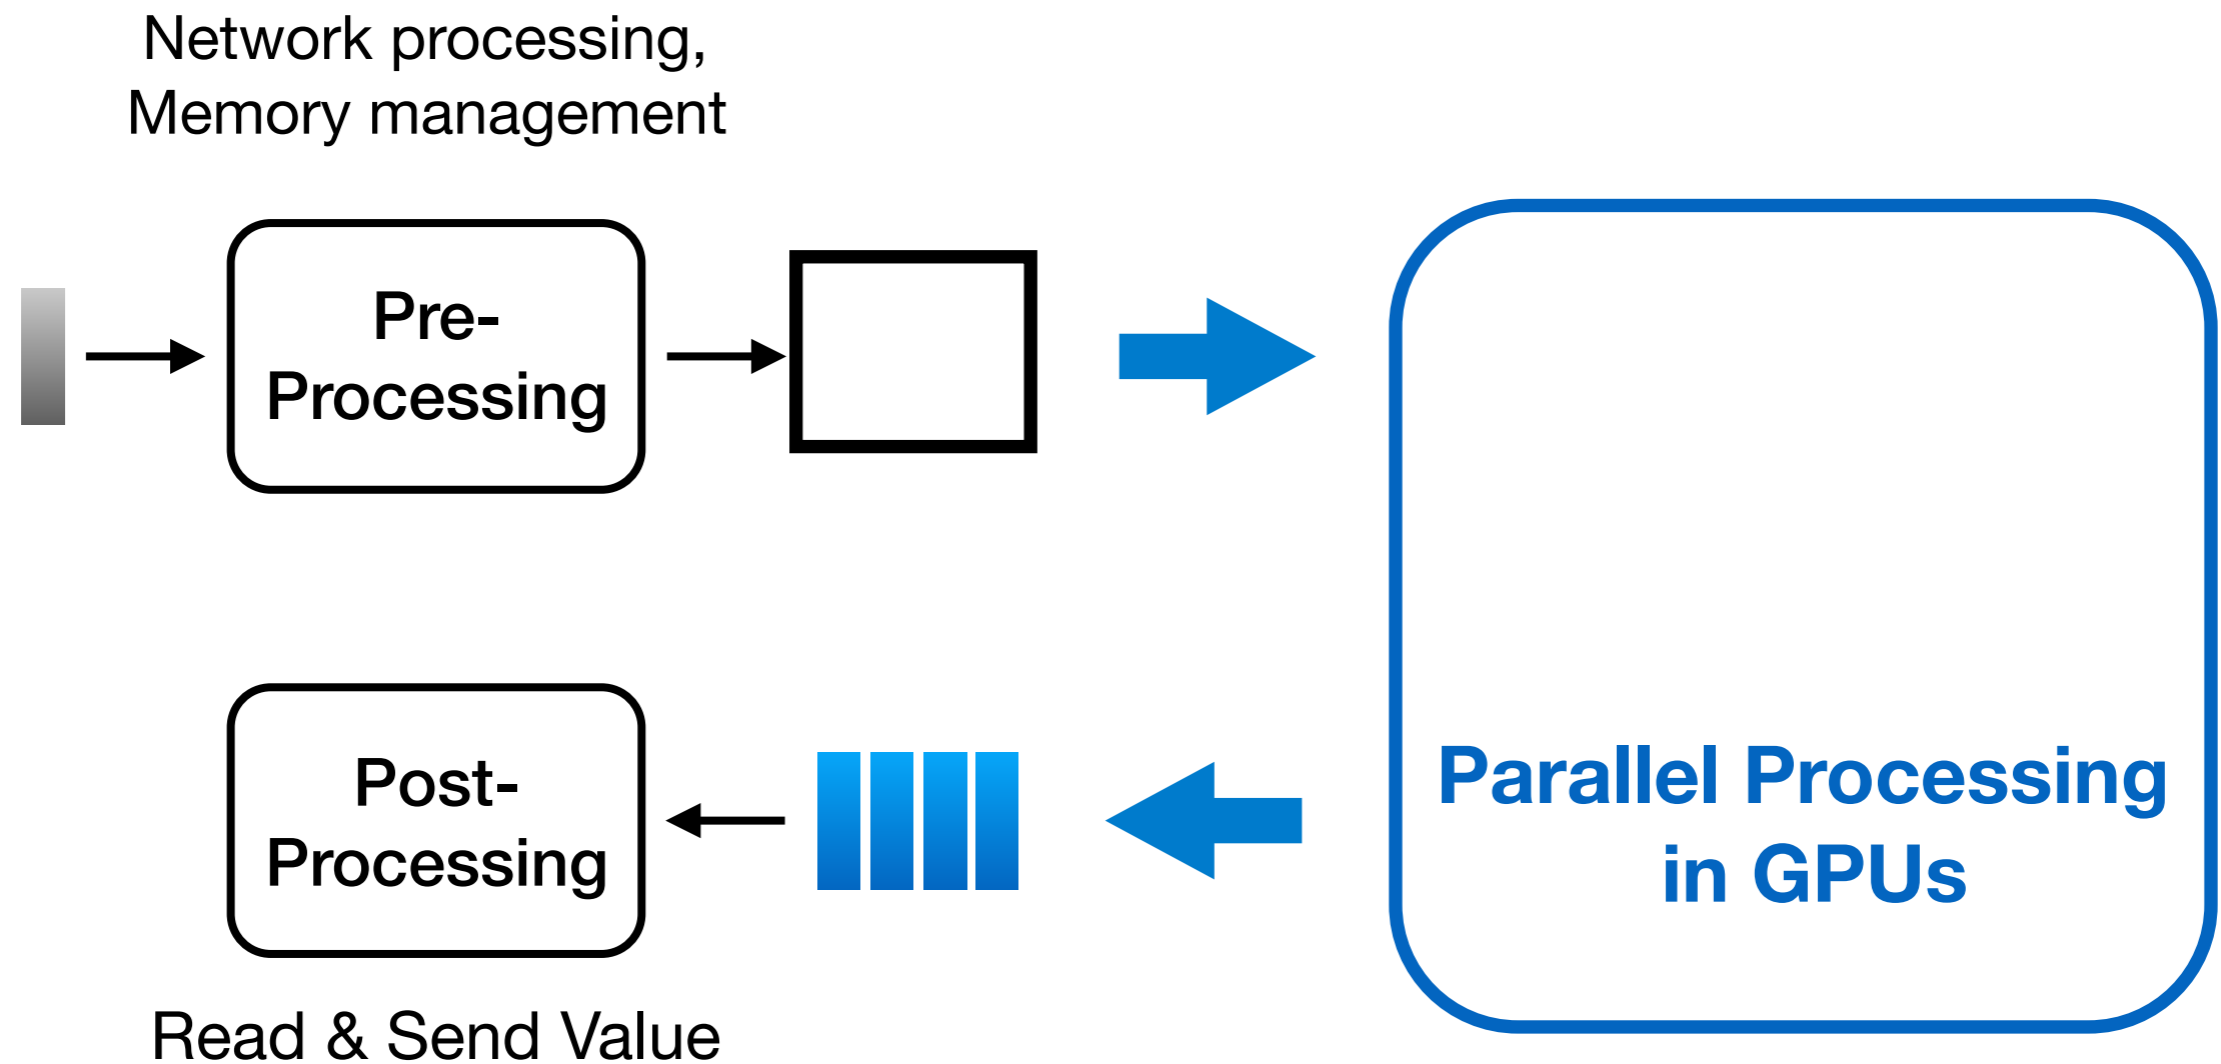 Network processing,
Memory management
Pre-
Processing
Post-
Processing
Parallel Processing
in GPUs
Read & Send Value